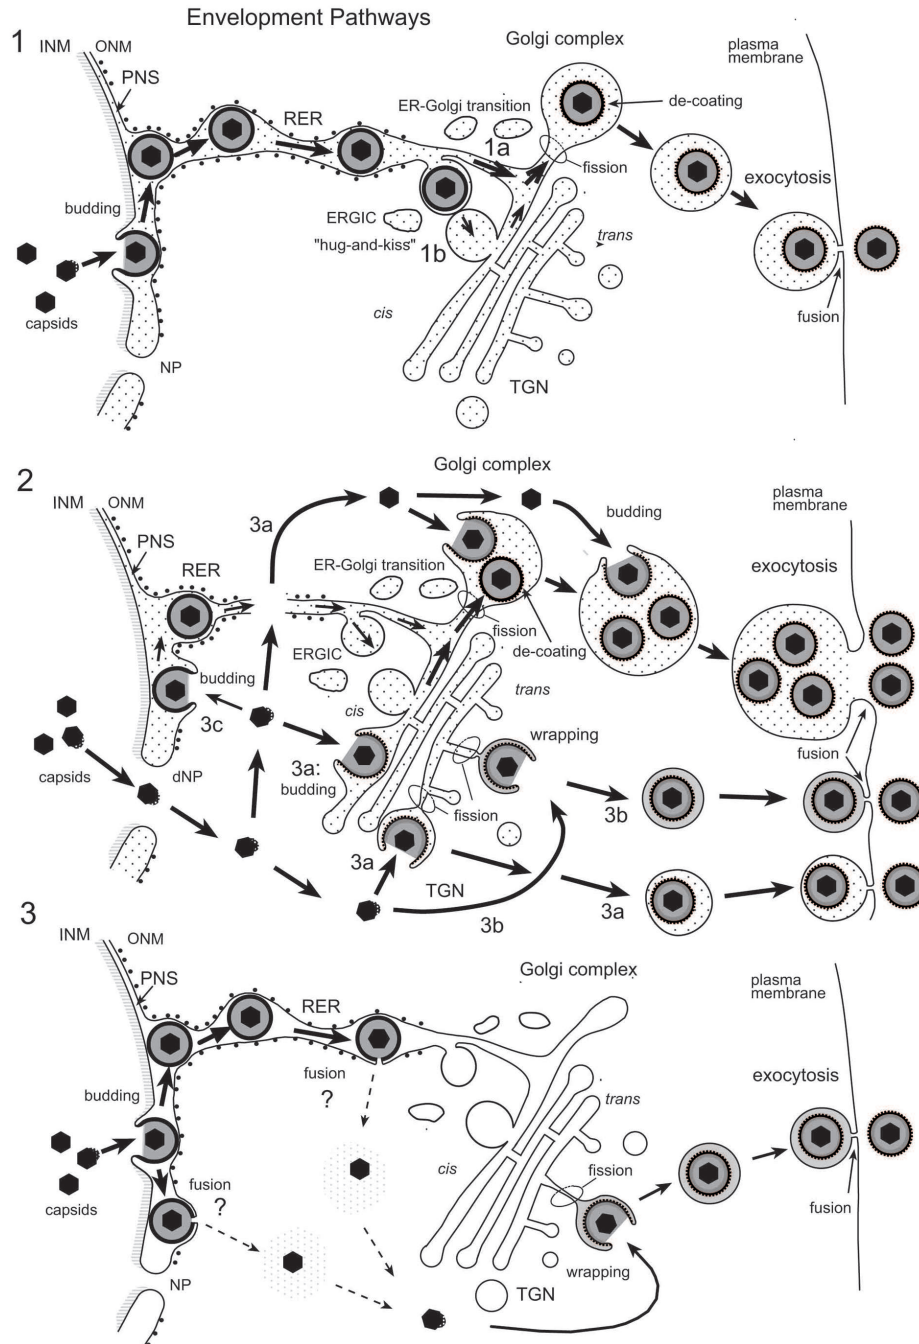 Envelopment Pathways
1
INM
ONM
PNS
RER
Golgi complex
plasma
membrane
ER-Golgi transition
1a
de-coating
fission
budding
ERGIC
"hug-and-kiss"
1b
trans
exocytosis
cis
capsids
fusion
NP
TGN
2
Golgi complex
INM
ONM
PNS
RER
3a
budding
plasma
membrane
ER-Golgi transition
exocytosis
fission
de-coating
ERGIC
budding
3c
cis
trans
wrapping
capsids
dNP
3a:
budding
fission
fusion
3b
3a
TGN
3b
3a
3
INM
ONM
PNS
RER
Golgi complex
plasma
membrane
fusion
?
exocytosis
budding
trans
cis
fission
capsids
fusion
?
fusion
wrapping
NP
TGN